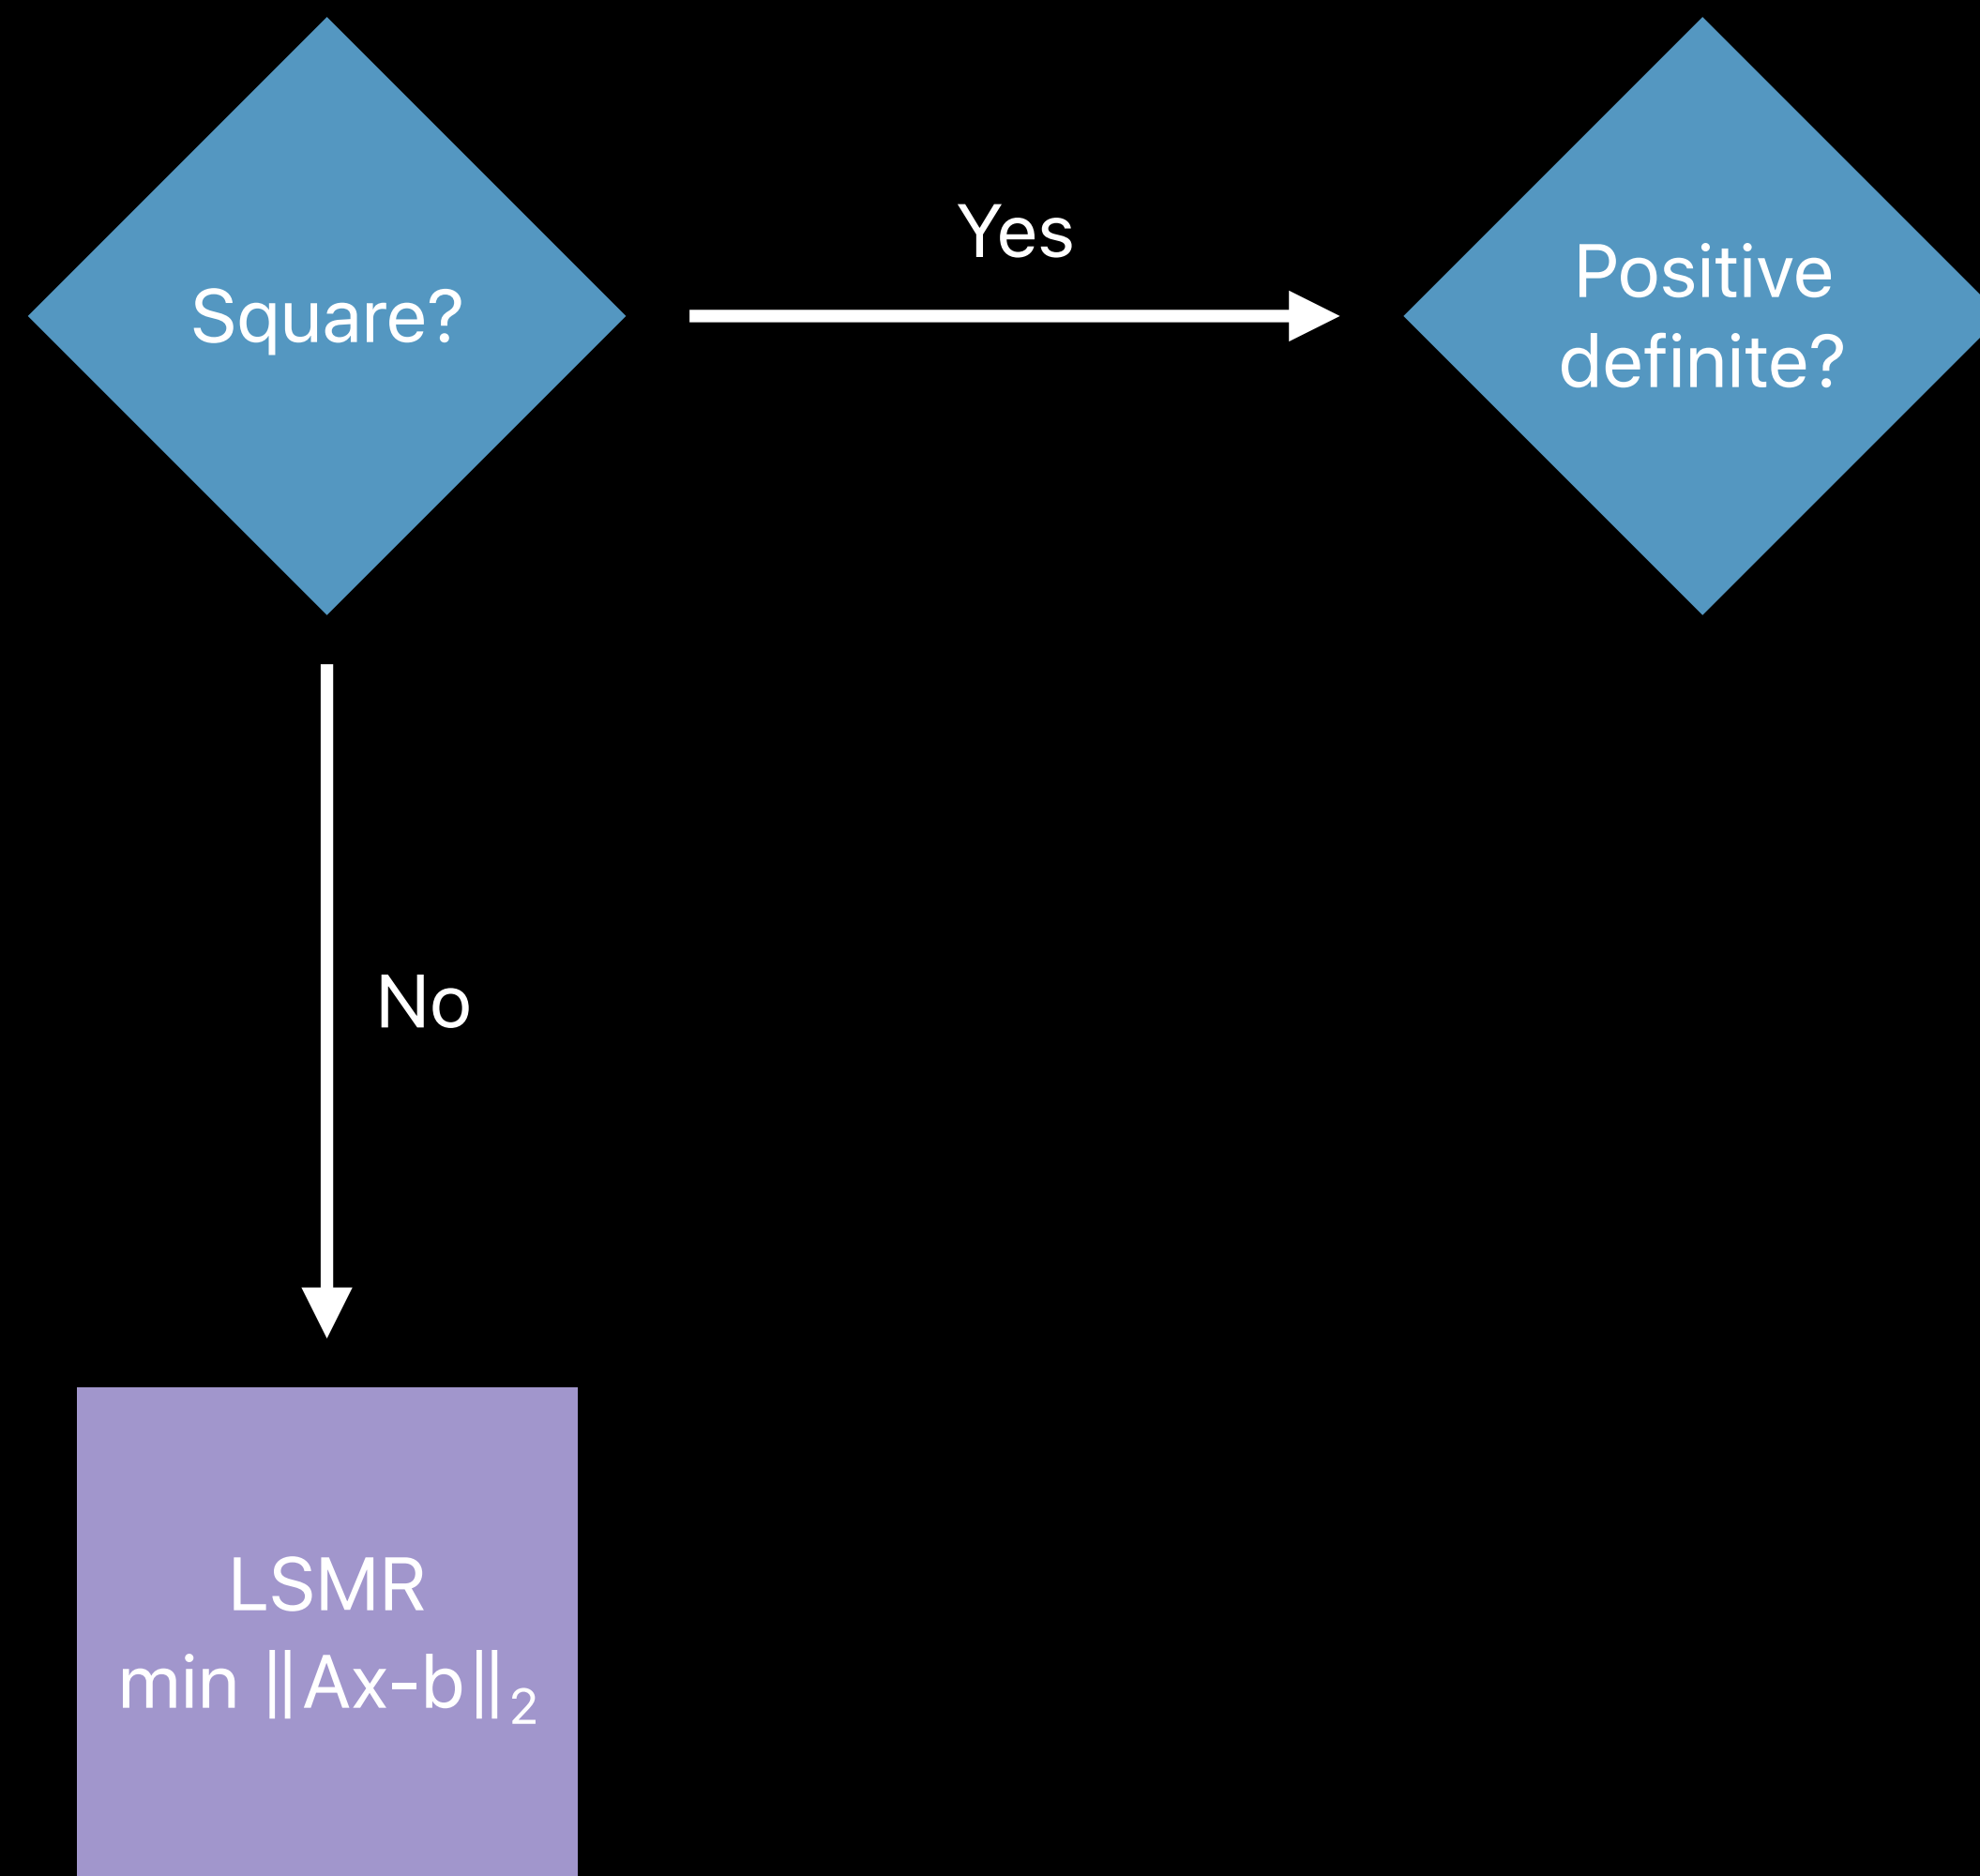 Square?
Yes
Positive
definite?
No
LSMR
min ||Ax-b||₂